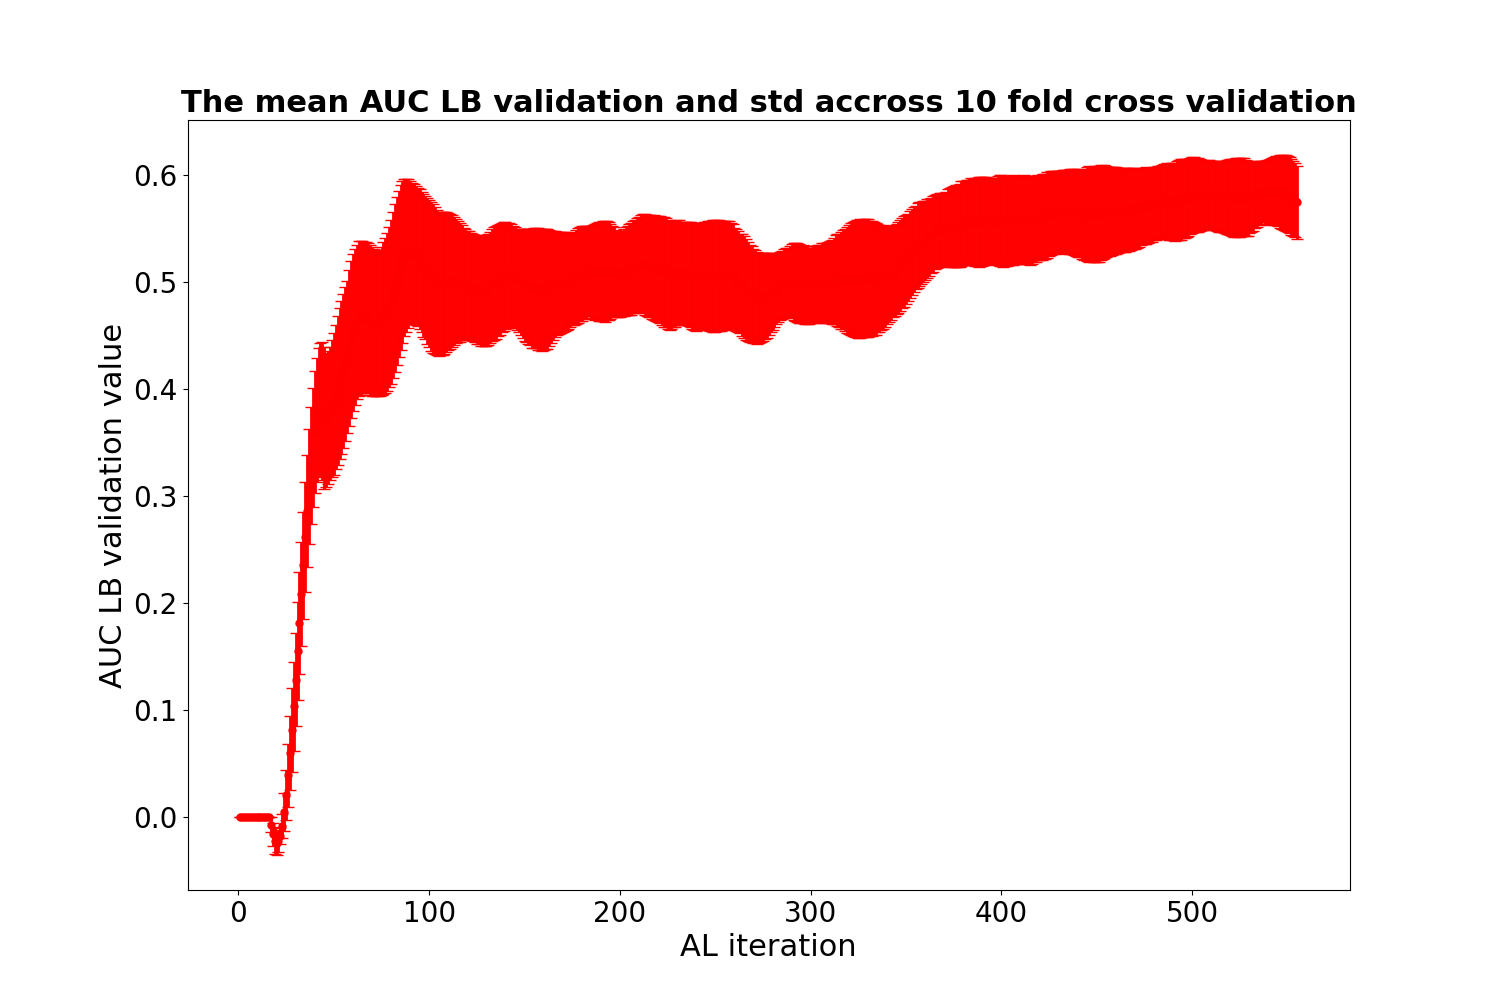 The mean AUC LB validation and std accross 10 fold cross validation
AUC LB validation value
0.6
0.5
0.4
0.3
0.2
0.1
0.0
0 100 200 300 400 500
AL iteration